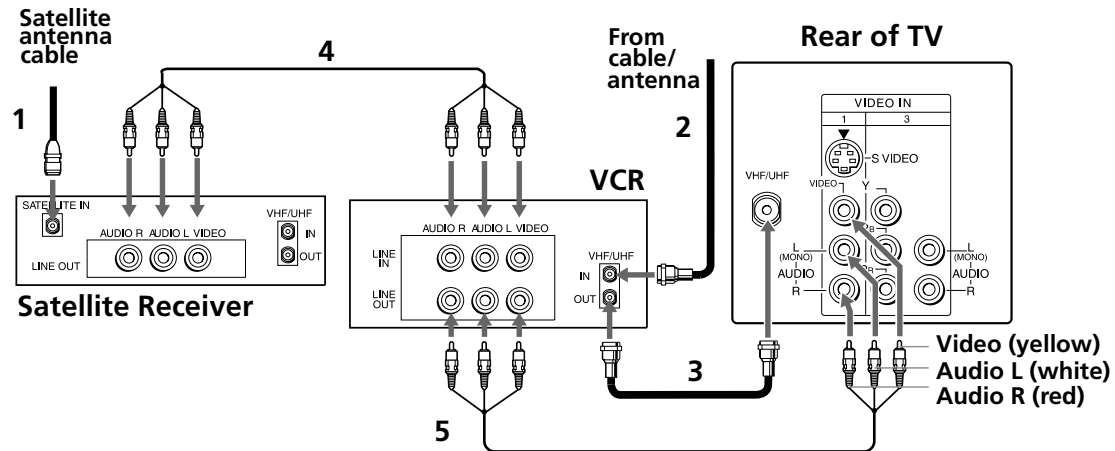 Satellite
antenna
cable
4
From
cable/
antenna
Rear of TV
1
2
VIDEO IN
1
3
S VIDEO
VHF/UHF
VIDEO
Y
VCR
SATELLITE IN
VHF/UHF
AUDIO R AUDIO L VIDEO
IN
OUT
LINE OUT
Satellite Receiver
AUDIO R AUDIO L VIDEO
LINE
IN
VHF/UHF
IN
LINE
OUT
OUT
B
L
(MONO)
AUDIO
R
R
L
(MONO)
AUDIO
R
3
5
Video (yellow)
Audio L (white)
Audio R (red)